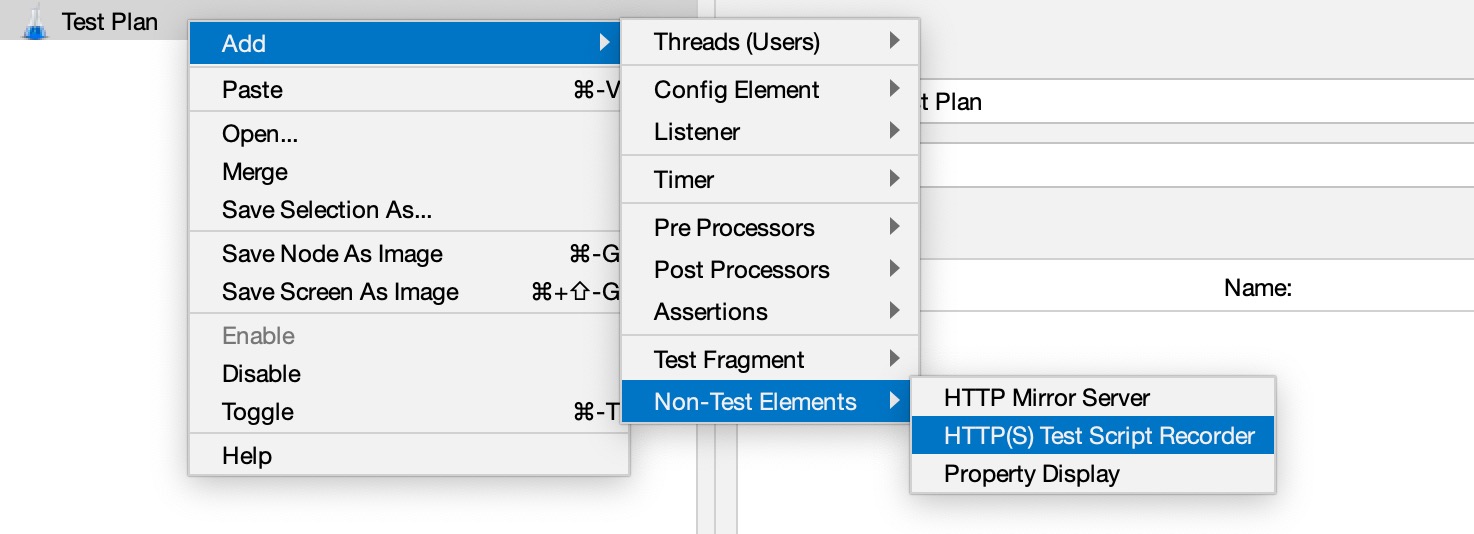 Test Plan
Add
Paste ⌘-V
Open...
Merge
Save Selection As...
Save Node As Image ⌘-G
Save Screen As Image ⌘+⇧-G
Enable
Disable
Toggle ⌘-T
Help
Threads (Users)
Config Element
Listener
Timer
Pre Processors
Post Processors
Assertions
Test Fragment
Non-Test Elements
HTTP Mirror Server
HTTP(S) Test Script Recorder
Property Display
t Plan
Name: